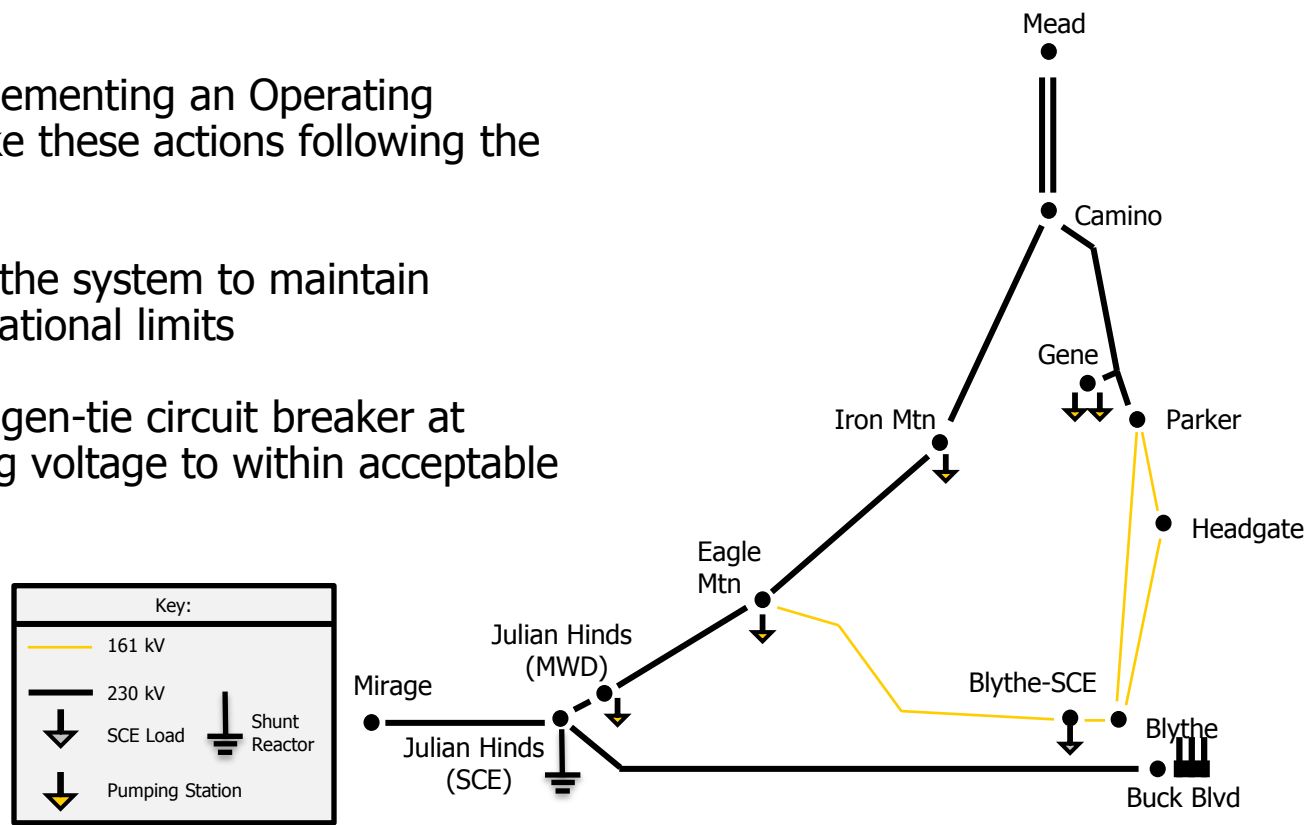 ementing an Operating
e these actions following the
the system to maintain
ational limits
gen-tie circuit breaker at
g voltage to within acceptable
Mead
Camino
Gene
Parker
Iron Mtn
Headgate
Eagle
Mtn
Julian Hinds
(MWD)
Mirage
Blythe-SCE
Blythe
Julian Hinds
(SCE)
Buck Blvd
Key:
161 kV
230 kV
SCE Load
Shunt
Reactor
Pumping Station